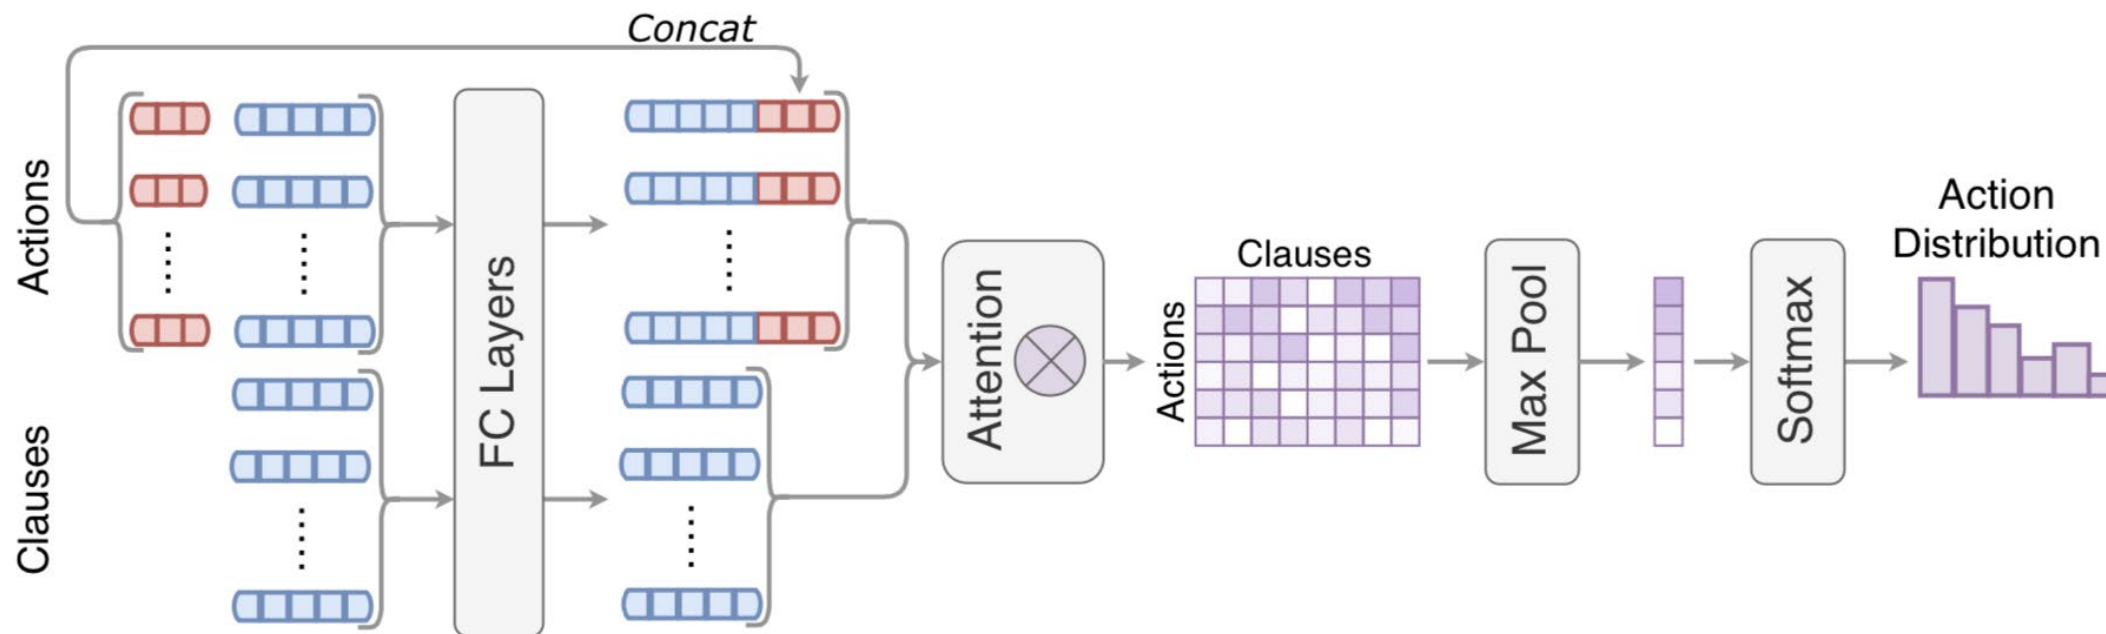 Concat
Actions
Clauses
FC Layers
Attention
Clauses
Actions
Max Pool
Softmax
Action
Distribution